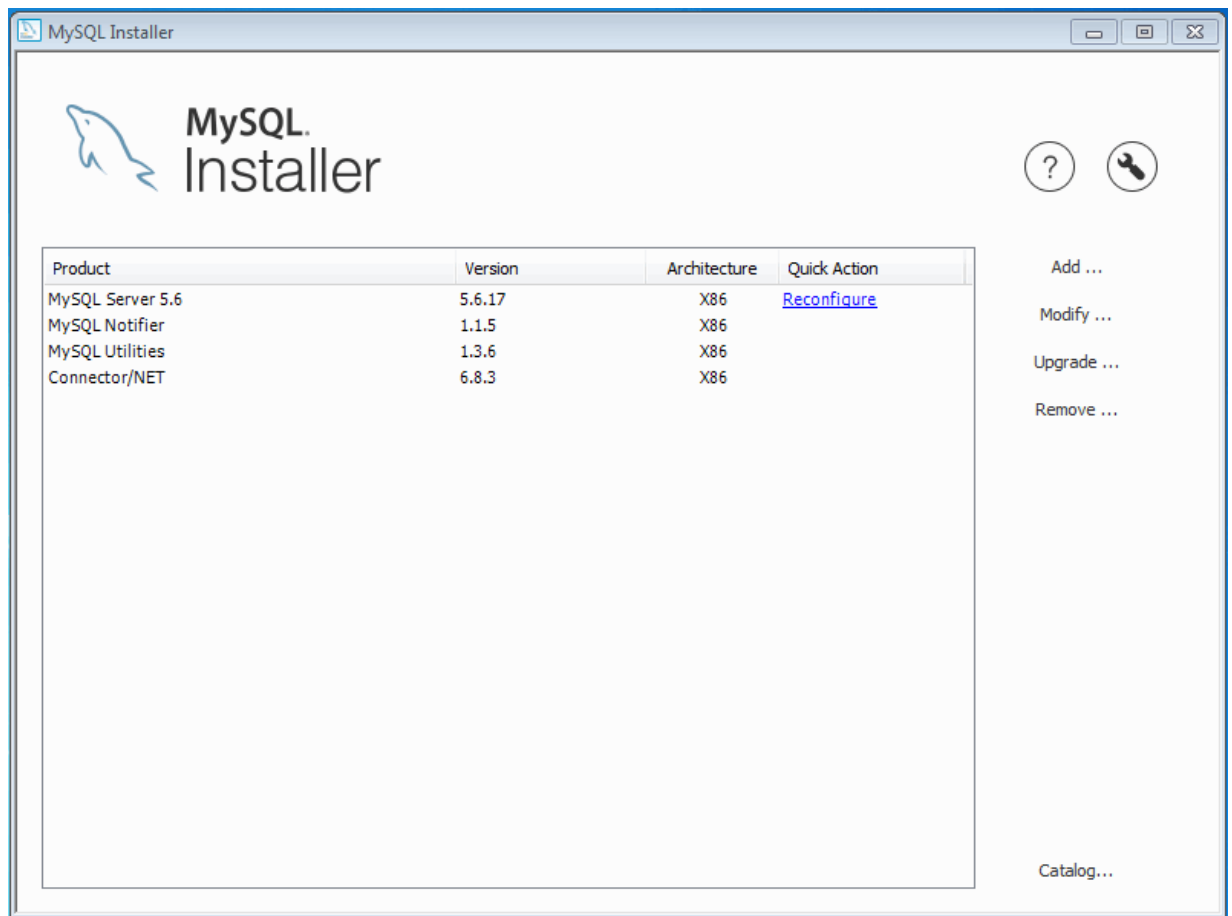 MySQL Installer
MySQL.
Installer
?
Product Version Architecture Quick Action
MySQL Server 5.6 5.6.17 X86 Reconfigure
MySQL Notifier 1.1.5 X86
MySQL Utilities 1.3.6 X86
Connector/NET 6.8.3 X86
Add ...
Modify ...
Upgrade ...
Remove ...
Catalog...